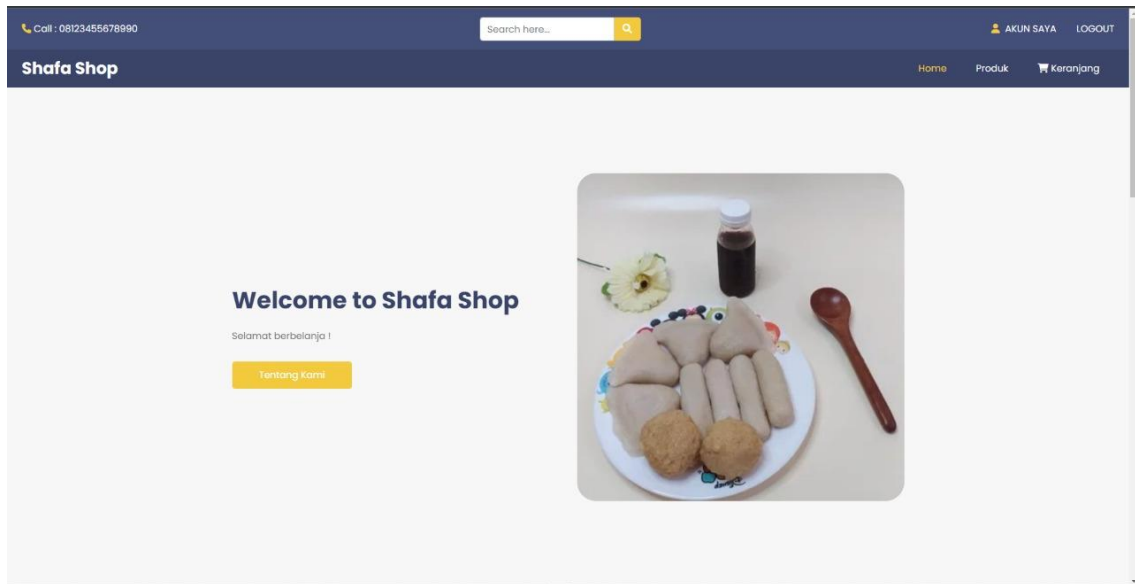 Call : 08123455678990
Search here...
AKUN SAYA
LOGOUT
Shafa Shop
Home
Produk
Keranjang
Welcome to Shafa Shop
Selamat berbelanja !
Tentang Kami